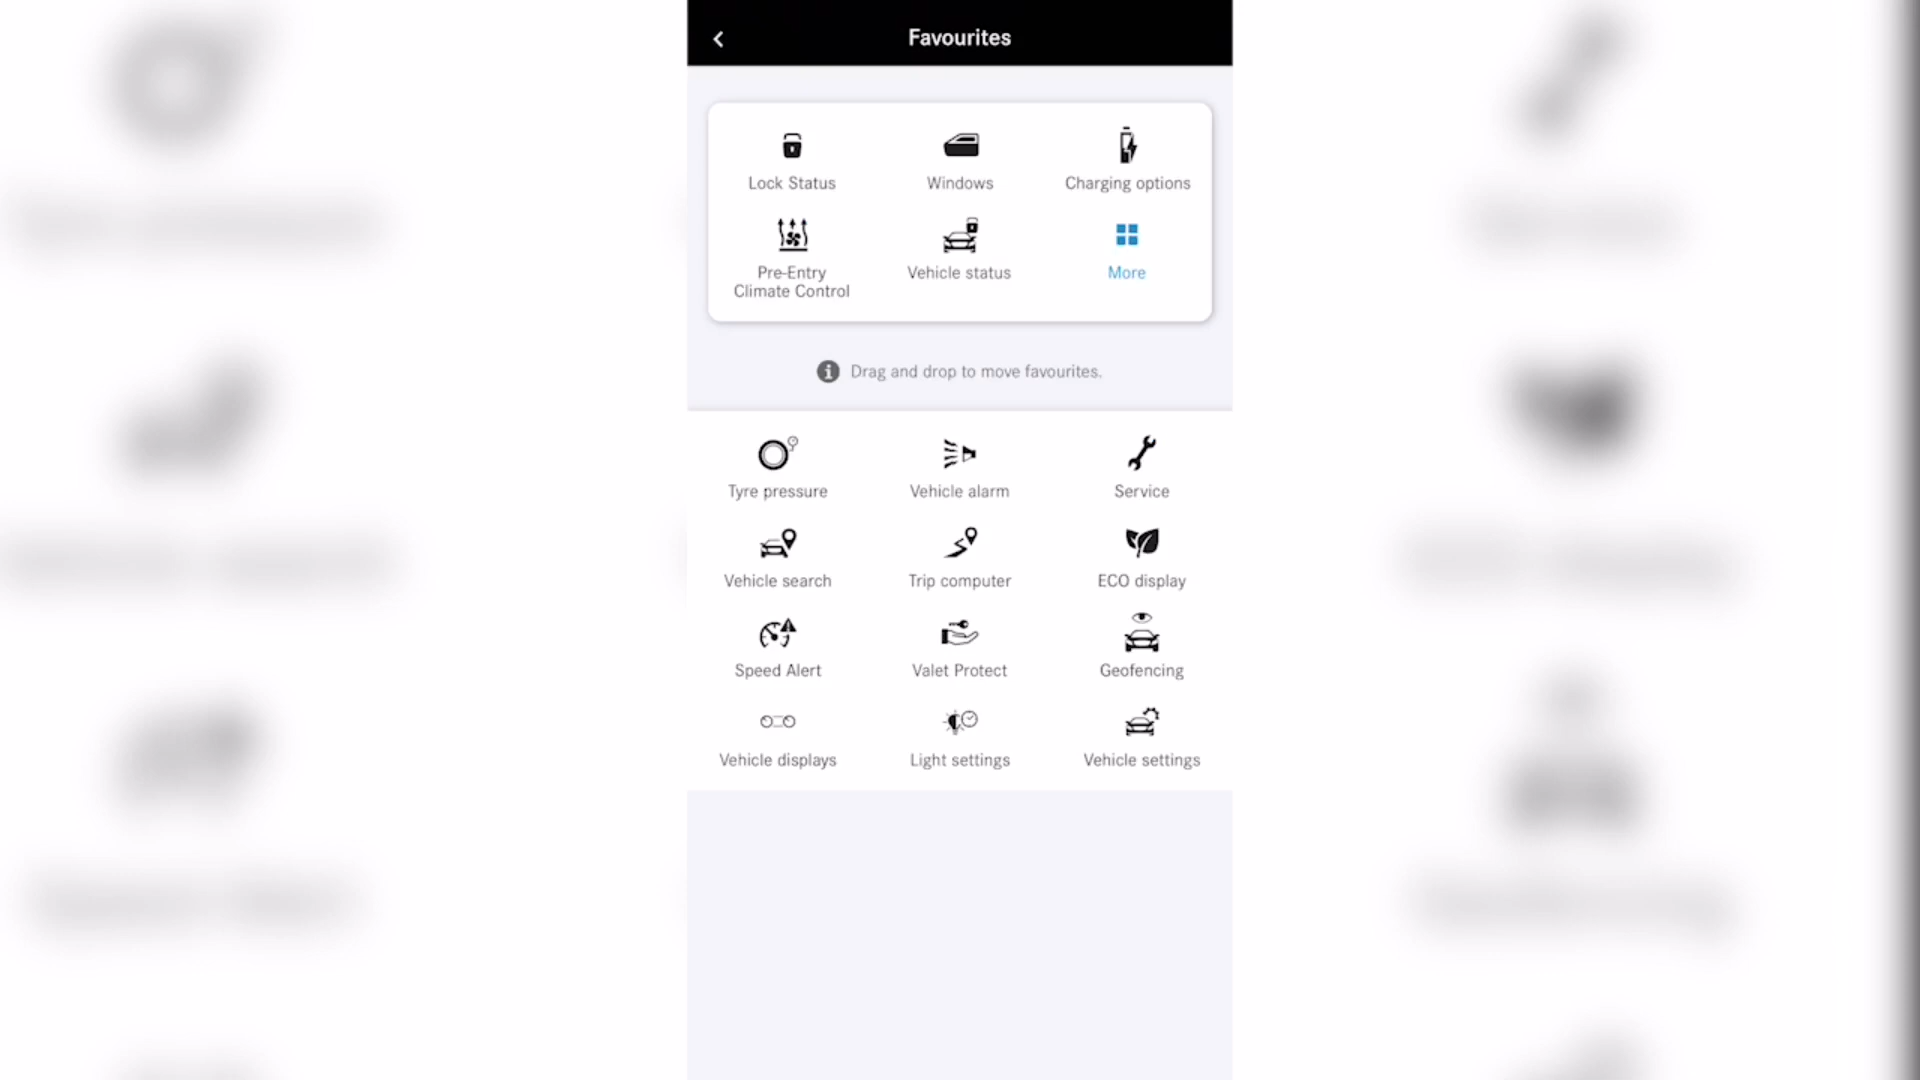 Favourites
Lock Status
Windows
Charging options
Pre-Entry
Climate Control
Vehicle status
More
Drag and drop to move favourites.
Tyre pressure
Vehicle alarm
Service
Vehicle search
Trip computer
ECO display
Speed Alert
Valet Protect
Geofencing
Vehicle displays
Light settings
Vehicle settings